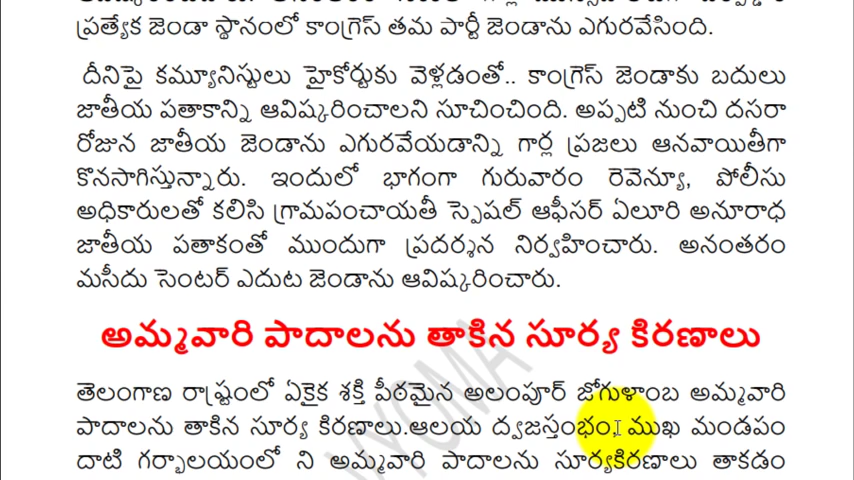 ప్రత్యేక జెండా స్థానంలో కాంగ్రెస్ తమ పార్టీ జెండాను ఎగురవేసింది.
దీనిపై కమ్యూనిస్టులు హైకోర్టుకు వెళ్లడంతో.. కాంగ్రెస్ జెండాకు బదులు
జాతీయ పతాకాన్ని ఆవిష్కరించాలని సూచించింది. అప్పటి నుంచి దసరా
రోజున జాతీయ జెండాను ఎగురవేయడాన్ని గార్ల ప్రజలు ఆనవాయితీగా
కొనసాగిస్తున్నారు. ఇందులో భాగంగా గురువారం రెవెన్యూ, పోలీసు
అధికారులతో కలిసి గ్రామపంచాయతీ స్పెషల్ ఆఫీసర్ ఏలూరి అనూరాధ
జాతీయ పతాకంతో ముందుగా ప్రదర్శన నిర్వహించారు. అనంతరం
మసీదు సెంటర్ ఎదుట జెండాను ఆవిష్కరించారు.
అమ్మవారి పాదాలను తాకిన సూర్య కిరణాలు
తెలంగాణ రాష్ట్రంలో ఏకైక శక్తి పీఠమైన అలంపూర్ జోగుళాంబ అమ్మవారి
పాదాలను తాకిన సూర్య కిరణాలు.ఆలయ ద్వజస్తంభం, ముఖ మండపం
దాటి గర్భాలయంలో ని అమ్మవారి పాదాలను సూర్యకిరణాలు తాకడం
VYOMA